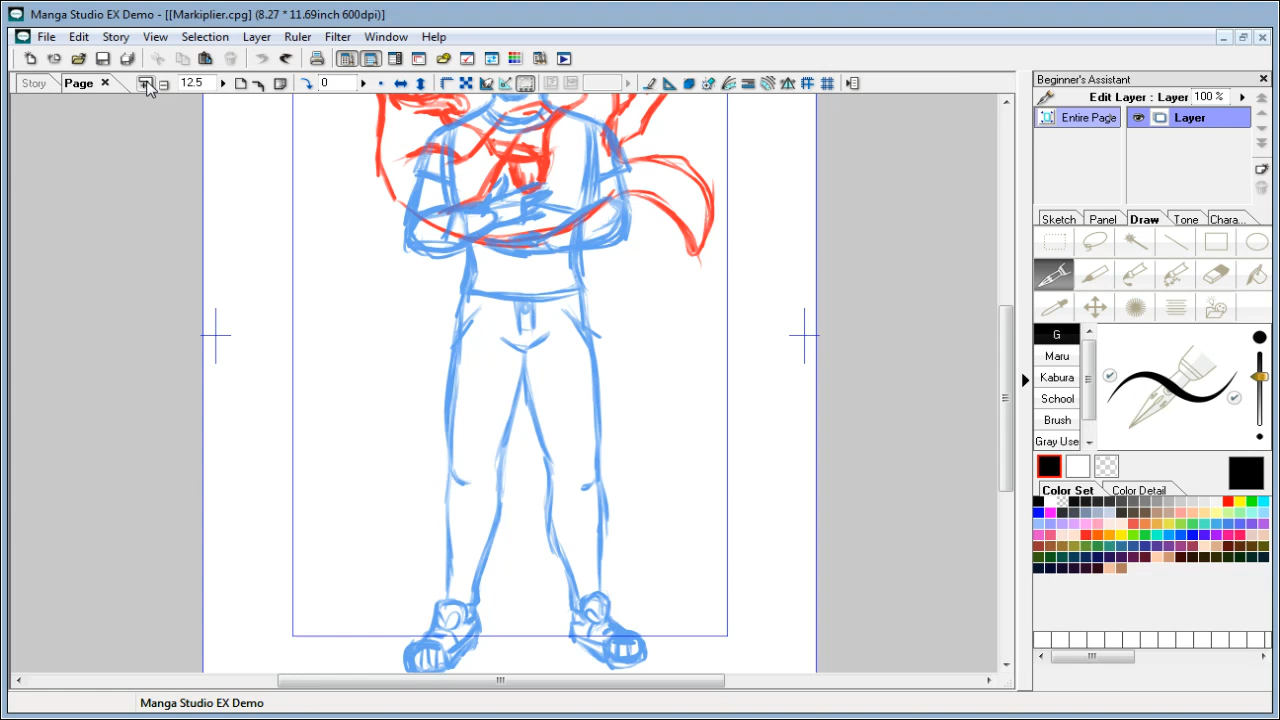 Manga Studio EX Demo - [[Markiplier.cpg] (8.27 * 11.69inch 600dpi)]
File Edit Story View Selection Layer Ruler Filter Window Help
Story Page 12.5 0
Beginner's Assistant
Edit Layer : Layer 100 %
Entire Page Layer
Sketch Panel Draw Tone Chara...
G
Maru
Kabura
School
Brush
Gray Use
Color Set Color Detail
Manga Studio EX Demo